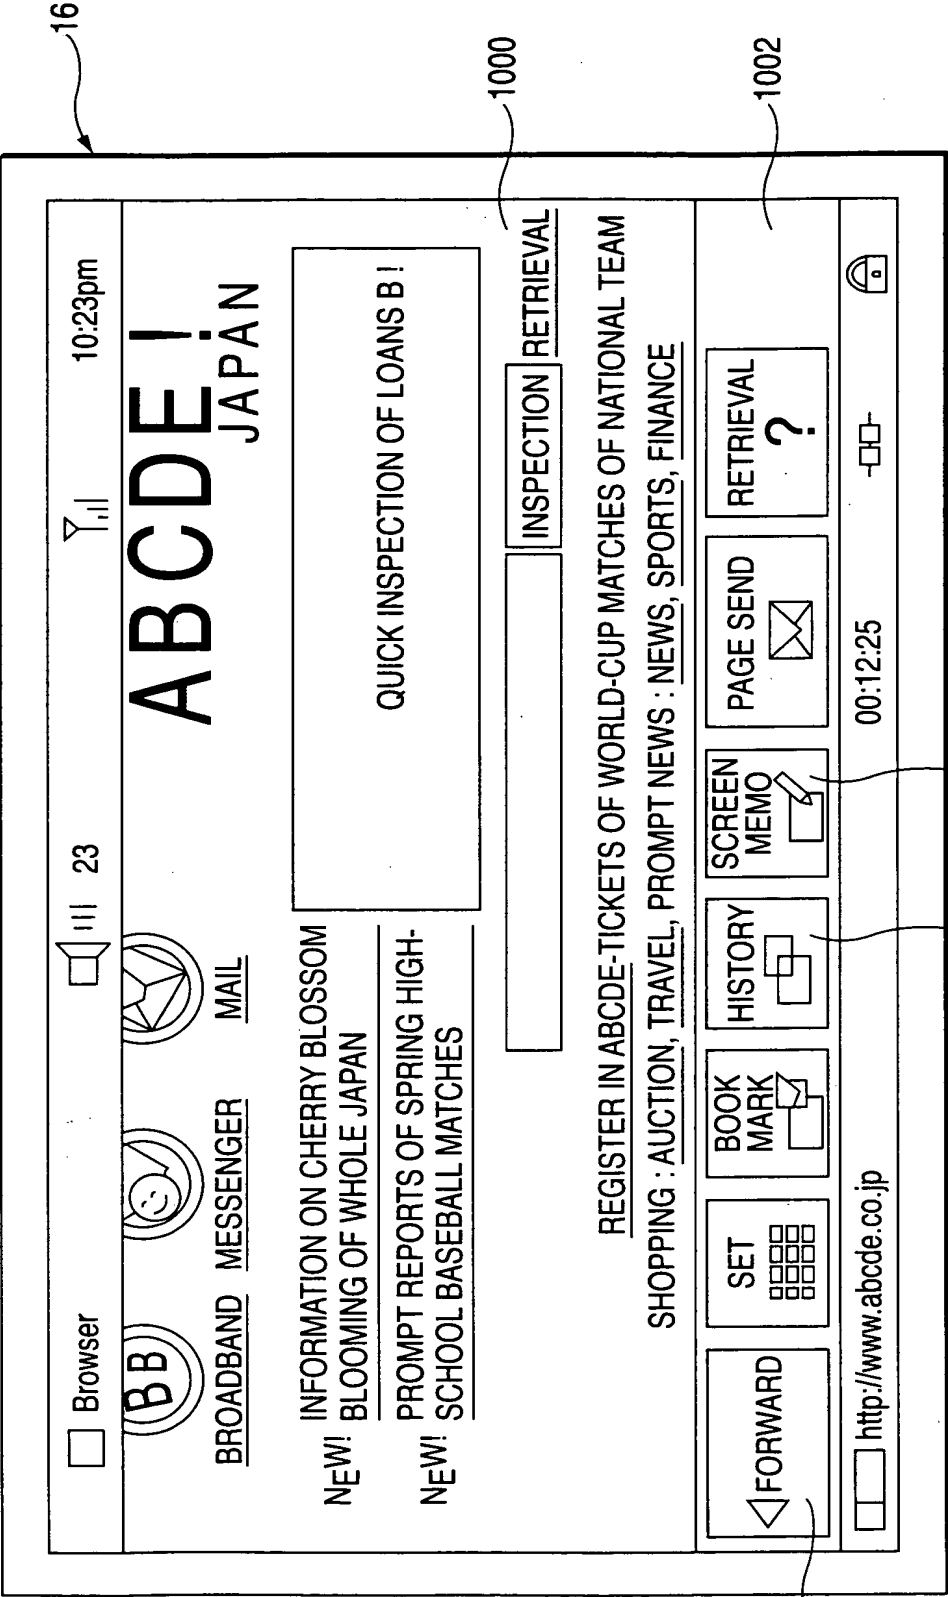 16
Browser 23 10:23pm
BB
ABCDE!
JAPAN
BROADBAND MESSENGER MAIL
NEW! INFORMATION ON CHERRY BLOSSOM
BLOOMING OF WHOLE JAPAN
NEW! PROMPT REPORTS OF SPRING HIGH-
SCHOOL BASEBALL MATCHES
QUICK INSPECTION OF LOANS B!
INSPECTION RETRIEVAL
1000
REGISTER IN ABCDE-TICKETS OF WORLD-CUP MATCHES OF NATIONAL TEAM
SHOPPING : AUCTION, TRAVEL, PROMPT NEWS : NEWS, SPORTS, FINANCE
FORWARD
SET
BOOK
MARK
HISTORY
SCREEN
MEMO
PAGE SEND
RETRIEVAL
?
1002
http://www.abcde.co.jp 00:12:25